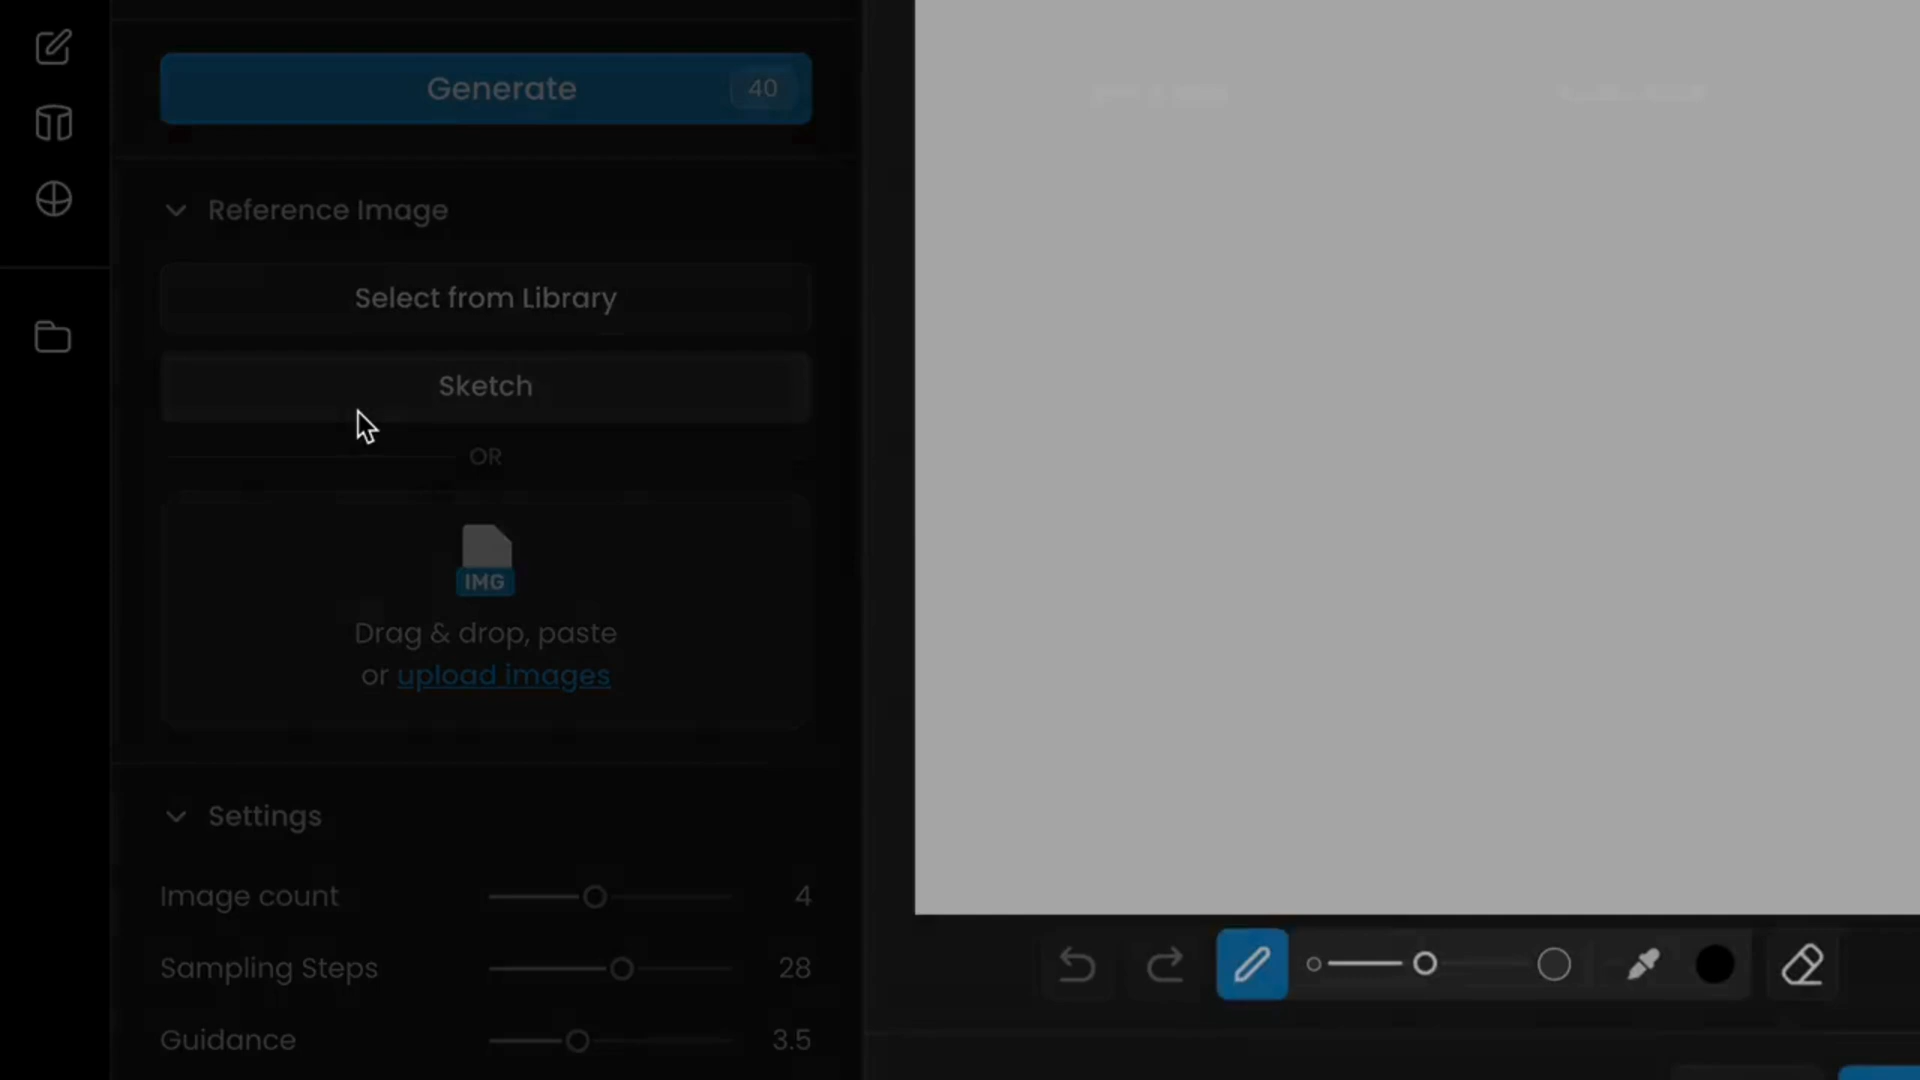 Generate 40
Reference Image
Select from Library
Sketch
OR
IMG
Drag & drop, paste
or upload images
Settings
Image count 4
Sampling Steps 28
Guidance 3.5